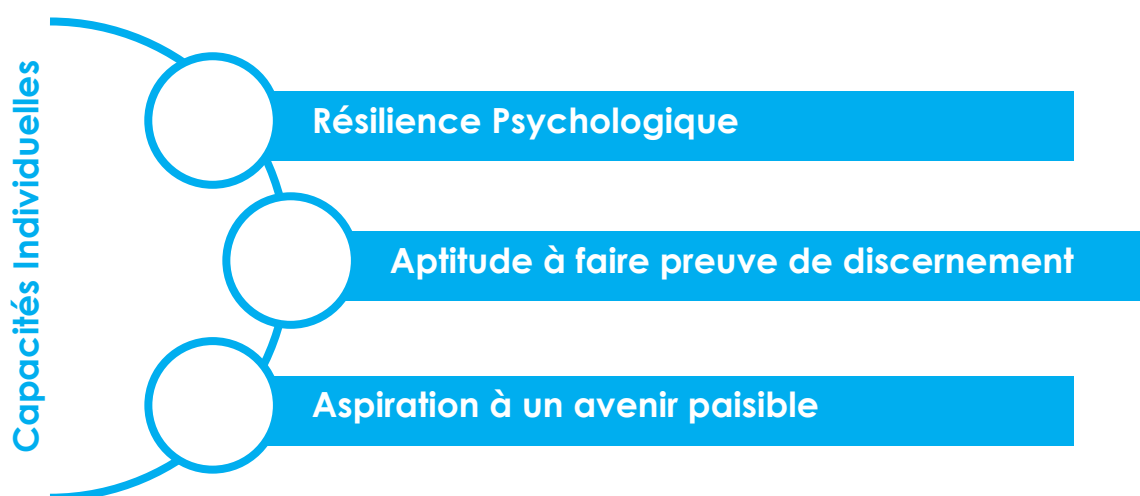 Capacités Individuelles
Résilience Psychologique
Aptitude à faire preuve de discernement
Aspiration à un avenir paisible